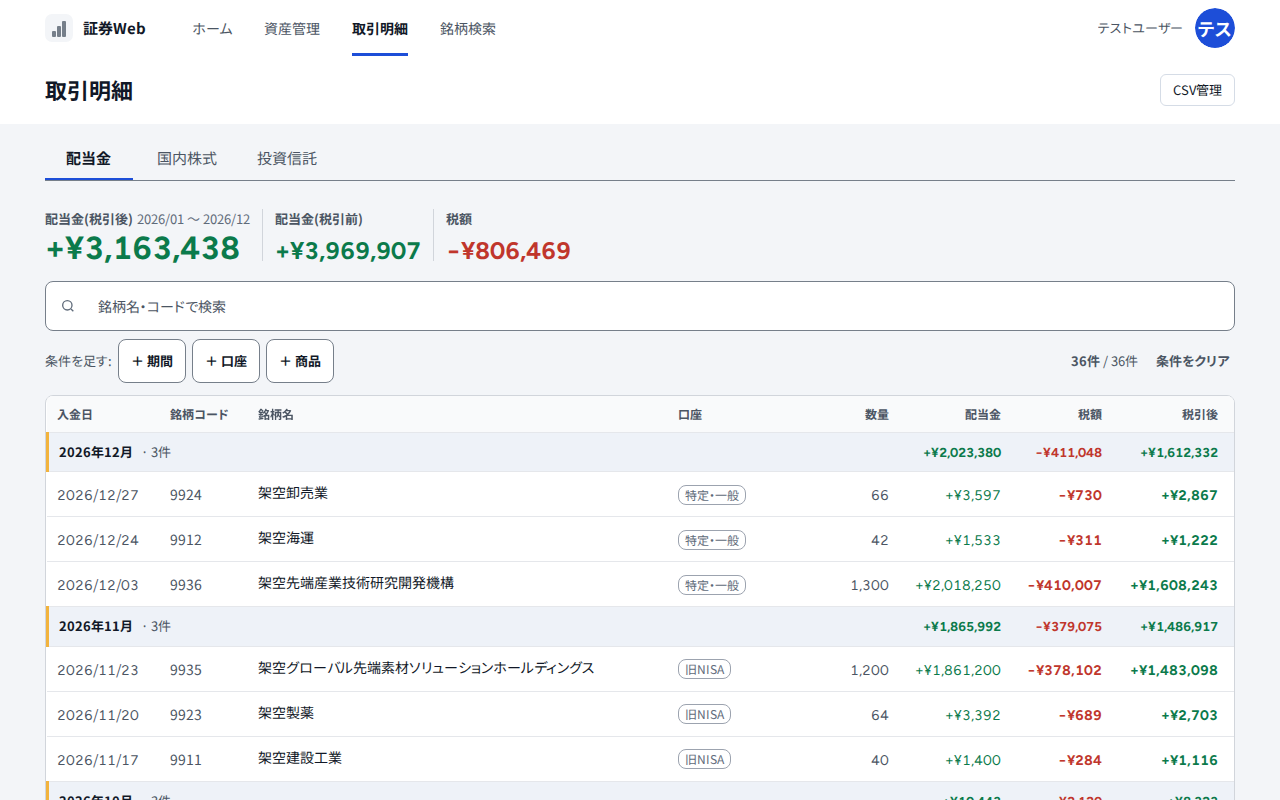 証券Web ホーム 資産管理 取引明細 銘柄検索 テストユーザー テス
取引明細 CSV管理
配当金 国内株式 投資信託
配当金(税引後) 2026/01 〜 2026/12 配当金(税引前) 税額
+¥3,163,438 +¥3,969,907 -¥806,469
銘柄名・コードで検索
条件を足す: + 期間 + 口座 + 商品 36件 / 36件 条件をクリア
入金日 銘柄コード 銘柄名 口座 数量 配当金 税額 税引後
2026年12月 · 3件 +¥2,023,380 -¥411,048 +¥1,612,332
2026/12/27 9924 架空卸売業 特定・一般 66 +¥3,597 -¥730 +¥2,867
2026/12/24 9912 架空海運 特定・一般 42 +¥1,533 -¥311 +¥1,222
2026/12/03 9936 架空先端産業技術研究開発機構 特定・一般 1,300 +¥2,018,250 -¥410,007 +¥1,608,243
2026年11月 · 3件 +¥1,865,992 -¥379,075 +¥1,486,917
2026/11/23 9935 架空グローバル先端素材ソリューションホールディングス 旧NISA 1,200 +¥1,861,200 -¥378,102 +¥1,483,098
2026/11/20 9923 架空製薬 旧NISA 64 +¥3,392 -¥689 +¥2,703
2026/11/17 9911 架空建設工業 旧NISA 40 +¥1,400 -¥284 +¥1,116
2026年10月 · 3件